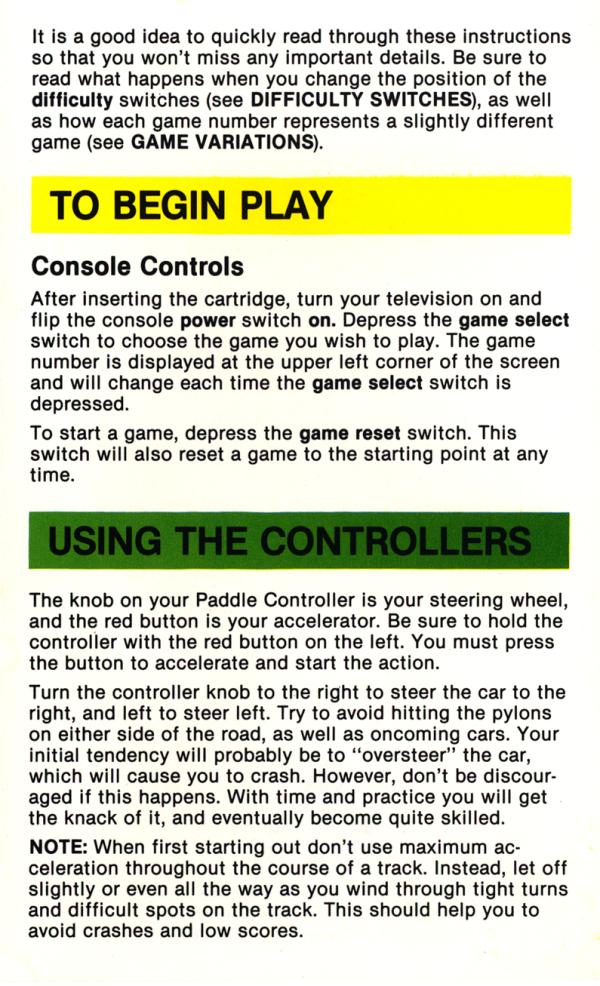 It is a good idea to quickly read through these instructions
so that you won't miss any important details. Be sure to
read what happens when you change the position of the
difficulty switches (see DIFFICULTY SWITCHES), as well
as how each game number represents a slightly different
game (see GAME VARIATIONS).
TO BEGIN PLAY
Console Controls
After inserting the cartridge, turn your television on and
flip the console power switch on. Depress the game select
switch to choose the game you wish to play. The game
number is displayed at the upper left corner of the screen
and will change each time the game select switch is
depressed.
To start a game, depress the game reset switch. This
switch will also reset a game to the starting point at any
time.
USING THE CONTROLLERS
The knob on your Paddle Controller is your steering wheel,
and the red button is your accelerator. Be sure to hold the
controller with the red button on the left. You must press
the button to accelerate and start the action.
Turn the controller knob to the right to steer the car to the
right, and left to steer left. Try to avoid hitting the pylons
on either side of the road, as well as oncoming cars. Your
initial tendency will probably be to "oversteer" the car,
which will cause you to crash. However, don't be discour-
aged if this happens. With time and practice you will get
the knack of it, and eventually become quite skilled.
NOTE: When first starting out don't use maximum ac-
celeration throughout the course of a track. Instead, let off
slightly or even all the way as you wind through tight turns
and difficult spots on the track. This should help you to
avoid crashes and low scores.